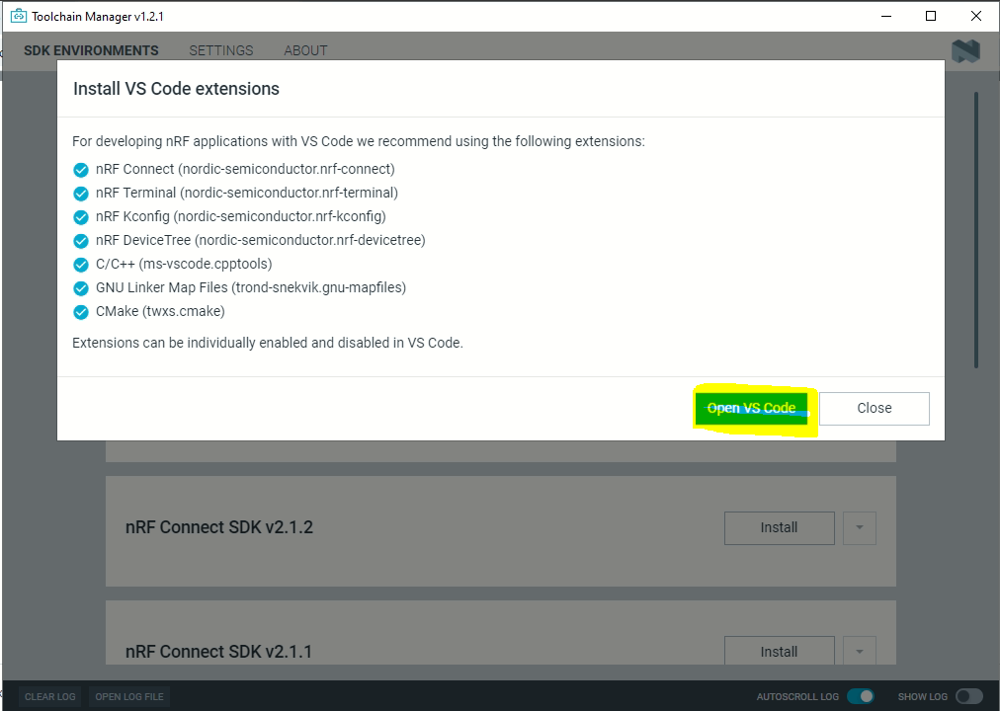 Toolchain Manager v1.2.1
SDK ENVIRONMENTS SETTINGS ABOUT
Install VS Code extensions
For developing nRF applications with VS Code we recommend using the following extensions:
nRF Connect (nordic-semiconductor.nrf-connect)
nRF Terminal (nordic-semiconductor.nrf-terminal)
nRF Kconfig (nordic-semiconductor.nrf-kconfig)
nRF DeviceTree (nordic-semiconductor.nrf-devicetree)
C/C++ (ms-vscode.cpptools)
GNU Linker Map Files (trond-snekvik.gnu-mapfiles)
CMake (twxs.cmake)
Extensions can be individually enabled and disabled in VS Code.
Open VS Code Close
nRF Connect SDK v2.1.2 Install
nRF Connect SDK v2.1.1 Install
CLEAR LOG OPEN LOG FILE AUTOSCROLL LOG SHOW LOG